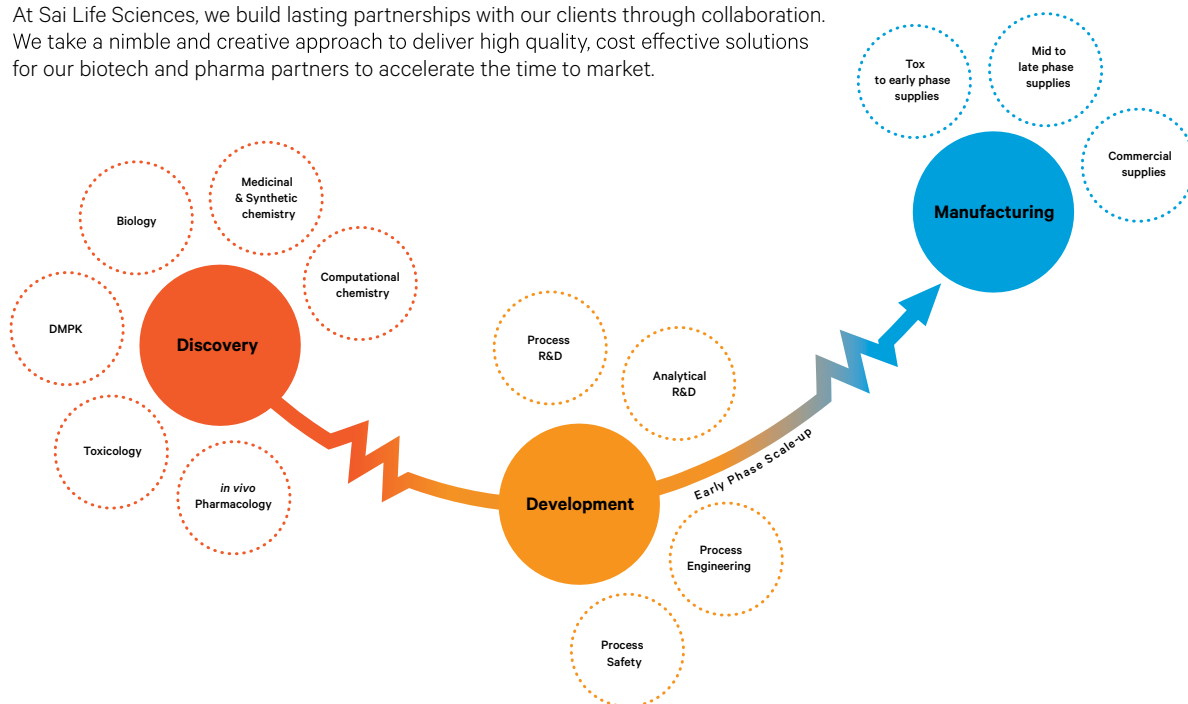 At Sai Life Sciences, we build lasting partnerships with our clients through collaboration.
We take a nimble and creative approach to deliver high quality, cost effective solutions
for our biotech and pharma partners to accelerate the time to market.
Tox
to early phase
supplies
Mid to
late phase
supplies
Commercial
supplies
Manufacturing
Medicinal
& Synthetic
chemistry
Biology
Computational
chemistry
DMPK
Discovery
Toxicology
in vivo
Pharmacology
Process
R&D
Analytical
R&D
Early Phase Scale-up
Development
Process
Engineering
Process
Safety